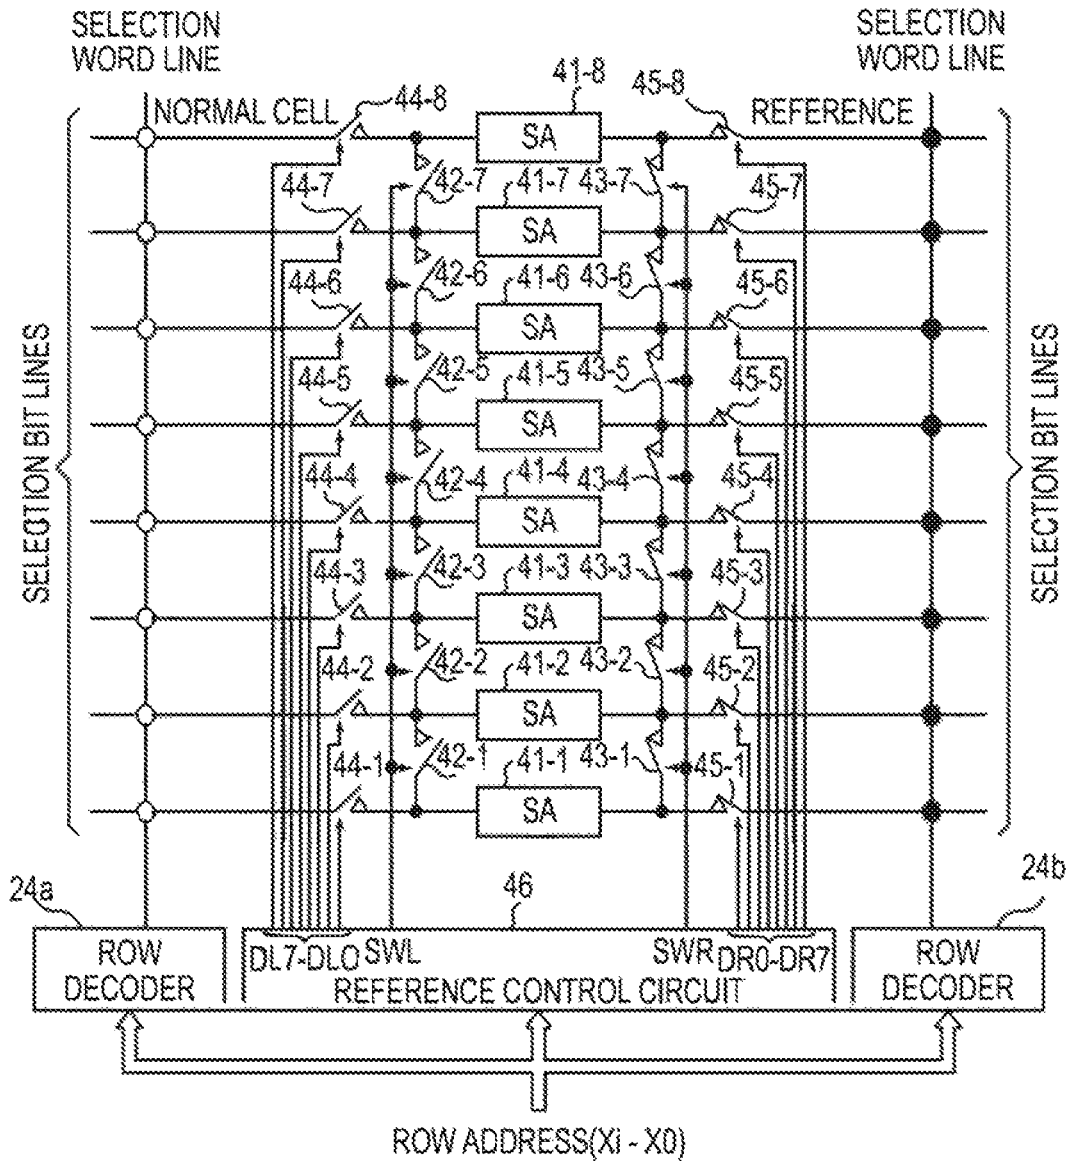 SELECTION
WORD LINE
SELECTION
WORD LINE
NORMAL CELL
44-8
41-8
45-8
REFERENCE
SA
44-7
42-7
41-7
43-7
45-7
SA
44-6
42-6
41-6
43-6
45-6
SA
44-5
42-5
41-5
43-5
45-5
SA
44-4
42-4
41-4
43-4
45-4
SA
44-3
42-3
41-3
43-3
45-3
SA
44-2
42-2
41-2
43-2
45-2
SA
44-1
42-1
41-1
43-1
45-1
SA
SELECTION BIT LINES
SELECTION BIT LINES
24a
46
24b
ROW
DECODER
DL7-DL0
SWL
SWR
DR0-DR7
REFERENCE CONTROL CIRCUIT
ROW
DECODER
ROW ADDRESS(Xi - X0)